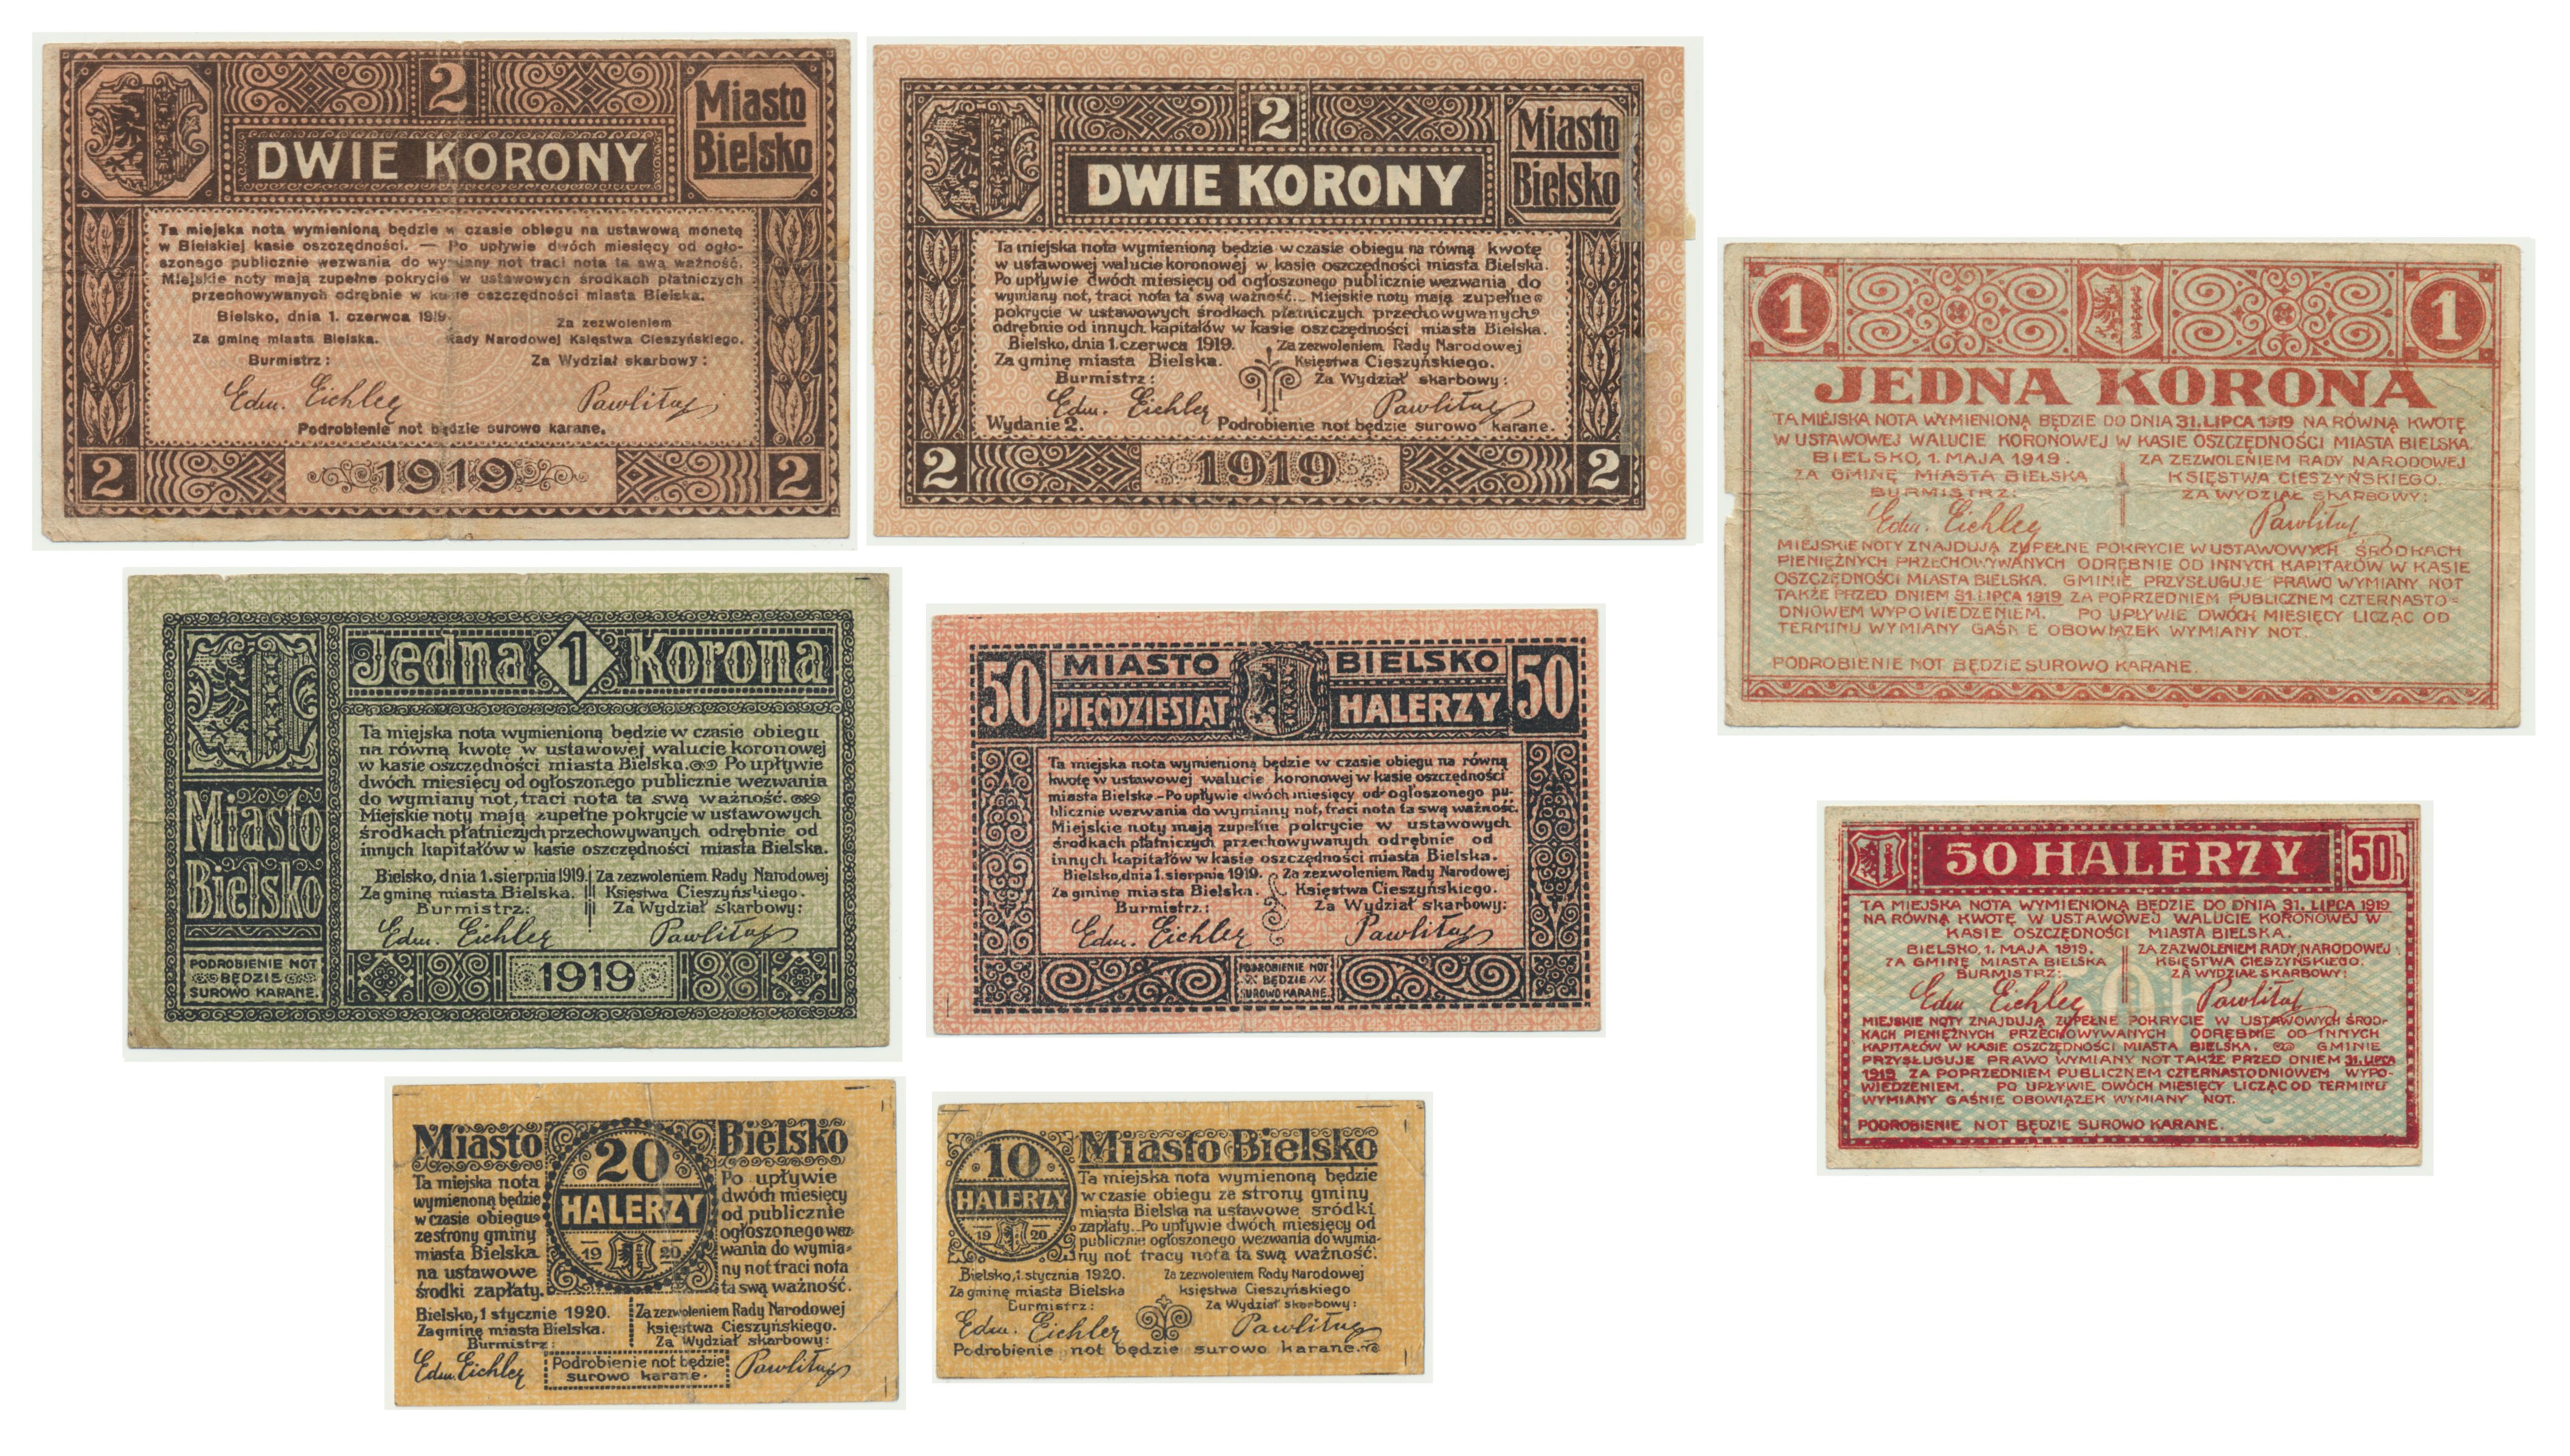 2
Miasto
Bielsko
DWIE KORONY
Ta miejska nota wymienioną będzie w czasie obiegu na ustawową monetę
w Bielskiej kasie oszczędności. — Po upływie dwóch miesięcy od ogło-
szonego publicznie wezwania do wymiany not traci nota ta swą ważność.
Miejskie noty mają zupełne pokrycie w ustawowych środkach płatniczych
przechowywanych odrębnie w kasie oszczędności miasta Bielska.
Bielsko, dnia 1. czerwca 1919.
Za zezwoleniem
Za gminę miasta Bielska.
Rady Narodowej Księstwa Cieszyńskiego.
Burmistrz:
Za Wydział skarbowy:
Edm. Eichler
Pawlituj
Podrobienie not będzie surowo karane.
2
1919
2
2
Miasto
Bielsko
DWIE KORONY
Ta miejska nota wymienioną będzie w czasie obiegu na równą kwotę
w ustawowej walucie koronowej w kasie oszczędności miasta Bielska.
Po upływie dwóch miesięcy od ogłoszonego publicznie wezwania do
wymiany not, traci nota ta swą ważność. Miejskie noty mają zupełne
pokrycie w ustawowych środkach płatniczych przechowywanych
odrębnie od innych kapitałów w kasie oszczędności miasta Bielska.
Bielsko, dnia 1. czerwca 1919.
Za zezwoleniem Rady Narodowej
Za gminę miasta Bielska.
Księstwa Cieszyńskiego.
Burmistrz:
Za Wydział skarbowy:
Edm. Eichler
Pawlituj
Wydanie 2.
Podrobienie not będzie surowo karane.
2
1919
2
1
1
JEDNA KORONA
TA MIEJSKA NOTA WYMIENIONĄ BĘDZIE DO DNIA 31. LIPCA 1919 NA RÓWNĄ KWOTĘ
W USTAWOWEJ WALUCIE KORONOWEJ W KASIE OSZCZĘDNOŚCI MIASTA BIELSKA.
BIELSKO, 1. MAJA 1919.
ZA ZEZWOLENIEM RADY NARODOWEJ
ZA GMINĘ MIASTA BIELSKA
KSIĘSTWA CIESZYŃSKIEGO.
BURMISTRZ:
ZA WYDZIAŁ SKARBOWY:
Edm. Eichler
Pawlituj
MIEJSKIE NOTY ZNAJDUJĄ ZUPEŁNE POKRYCIE W USTAWOWYCH ŚRODKACH
PIENIĘŻNYCH PRZECHOWYWANYCH ODRĘBNIE OD INNYCH KAPITAŁÓW W KASIE
OSZCZĘDNOŚCI MIASTA BIELSKA. GMINIE PRZYSŁUGUJE PRAWO WYMIANY NOT
TAKŻE PRZED DNIEM 31. LIPCA 1919 ZA POPRZEDNIEM PUBLICZNEM CZTERNASTO=
DNIOWEM WYPOWIEDZENIEM. PO UPŁYWIE DWÓCH MIESIĘCY LICZĄC OD
TERMINU WYMIANY GAŚNIE OBOWIĄZEK WYMIANY NOT.
PODROBIENIE NOT BĘDZIE SUROWO KARANE.
Miasto
Bielsko
PODROBIENIE NOT
BĘDZIE
SUROWO KARANE.
Jedna 1 Korona
Ta miejska nota wymienioną będzie w czasie obiegu
na równą kwotę w ustawowej walucie koronowej
w kasie oszczędności miasta Bielska. Po upływie
dwóch miesięcy od ogłoszonego publicznie wezwania
do wymiany not, traci nota ta swą ważność.
Miejskie noty mają zupełne pokrycie w ustawowych
środkach płatniczych przechowywanych odrębnie od
innych kapitałów w kasie oszczędności miasta Bielska.
Bielsko, dnia 1. sierpnia 1919.
Za zezwoleniem Rady Narodowej
Za gminę miasta Bielska.
Księstwa Cieszyńskiego.
Burmistrz:
Za Wydział skarbowy:
Edm. Eichler
Pawlituj
1919
50
MIASTO BIELSKO
50
PIĘĆDZIESIĄT HALERZY
Ta miejska nota wymienioną będzie w czasie obiegu na równą
kwotę w ustawowej walucie koronowej w kasie oszczędności
miasta Bielska. - Po upływie dwóch miesięcy od ogłoszonego pu-
blicznie wezwania do wymiany not, traci nota ta swą ważność.
Miejskie noty mają zupełne pokrycie w ustawowych
środkach płatniczych przechowywanych odrębnie od
innych kapitałów w kasie oszczędności miasta Bielska.
Bielsko, dnia 1. sierpnia 1919.
Za zezwoleniem Rady Narodowej
Za gminę miasta Bielska.
Księstwa Cieszyńskiego.
Burmistrz:
Za Wydział skarbowy:
Edm. Eichler
Pawlituj
PODROBIENIE NOT
BĘDZIE
SUROWO KARANE
50 HALERZY
50h
TA MIEJSKA NOTA WYMIENIONĄ BĘDZIE DO DNIA 31. LIPCA 1919
NA RÓWNĄ KWOTĘ W USTAWOWEJ WALUCIE KORONOWEJ W
KASIE OSZCZĘDNOŚCI MIASTA BIELSKA.
BIELSKO, 1. MAJA 1919.
ZA ZAZWOLENIEM RADY NARODOWEJ
ZA GMINĘ MIASTA BIELSKA
KSIĘSTWA CIESZYŃSKIEGO.
BURMISTRZ:
ZA WYDZIAŁ SKARBOWY:
Edm Eichler
Pawlituj
50h
MIEJSKIE NOTY ZNAJDUJĄ ZUPEŁNE POKRYCIE W USTAWOWYCH ŚROD-
KACH PIENIĘŻNYCH PRZECHOWYWANYCH ODRĘBNIE OD INNYCH
KAPITAŁÓW W KASIE OSZCZĘDNOŚCI MIASTA BIELSKA. GMINIE
PRZYSŁUGUJE PRAWO WYMIANY NOT TAKŻE PRZED DNIEM 31. LIPCA
1919 ZA POPRZEDNIEM PUBLICZNEM CZTERNASTODNIOWEM WYPO-
WIEDZENIEM. PO UPŁYWIE DWÓCH MIESIĘCY LICZĄC OD TERMINU
WYMIANY GAŚNIE OBOWIĄZEK WYMIANY NOT.
PODROBIENIE NOT BĘDZIE SUROWO KARANE.
Miasto
Bielsko
20
HALERZY
19 20
Ta miejska nota
wymienoną będzie
w czasie obiegu
ze strony gminy
miasta Bielska
na ustawowe
środki zapłaty.
Po upływie
dwóch miesięcy
od publicznie
ogłoszonego wez=
wania do wymia=
ny not traci nota
ta swą ważność.
Bielsko, 1 stycznie 1920.
Za zezwoleniem Rady Narodowej
Za gminę miasta Bielska.
księstwa Cieszyńskiego.
Burmistrz:
Za Wydział skarbowy:
Edm. Eichler
Podrobienie not będzie
surowo karane.
Pawlituj
10
HALERZY
19 20
Miasto Bielsko
Ta miejska nota wymienoną będzie
w czasie obiegu ze strony gminy
miasta Bielska na ustawowe sródki
zapłaty. Po upływie dwóch miesięcy od
publicznie ogłoszonego wezwania do wymia-
ny not tracy nota ta swą ważność.
Bielsko, 1. stycznia 1920.
Za zezwoleniem Rady Narodowej
Za gminę miasta Bielska
księstwa Cieszyńskiego
Burmistrz:
Za Wydział skarbowy:
Edm. Eichler
Pawlituj
Podrobienie not będzie surowo karane.